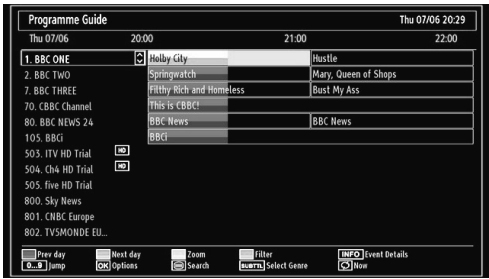 Programme Guide Thu 07/06 20:29
Thu 07/06 20:00 21:00 22:00
1. BBC ONE Holby City Hustle
2. BBC TWO Springwatch Mary, Queen of Shops
7. BBC THREE Filthy Rich and Homeless Bust My Ass
70. CBBC Channel This is CBBC!
80. BBC NEWS 24 BBC News BBC News
105. BBCi BBCi
503. ITV HD Trial HD
504. Ch4 HD Trial HD
505. five HD Trial
800. Sky News
801. CNBC Europe
802. TV5MONDE EU...
Prev day Next day Zoom Filter INFO Event Details
0...9 Jump OK Options Search SUBTTL Select Genre Now